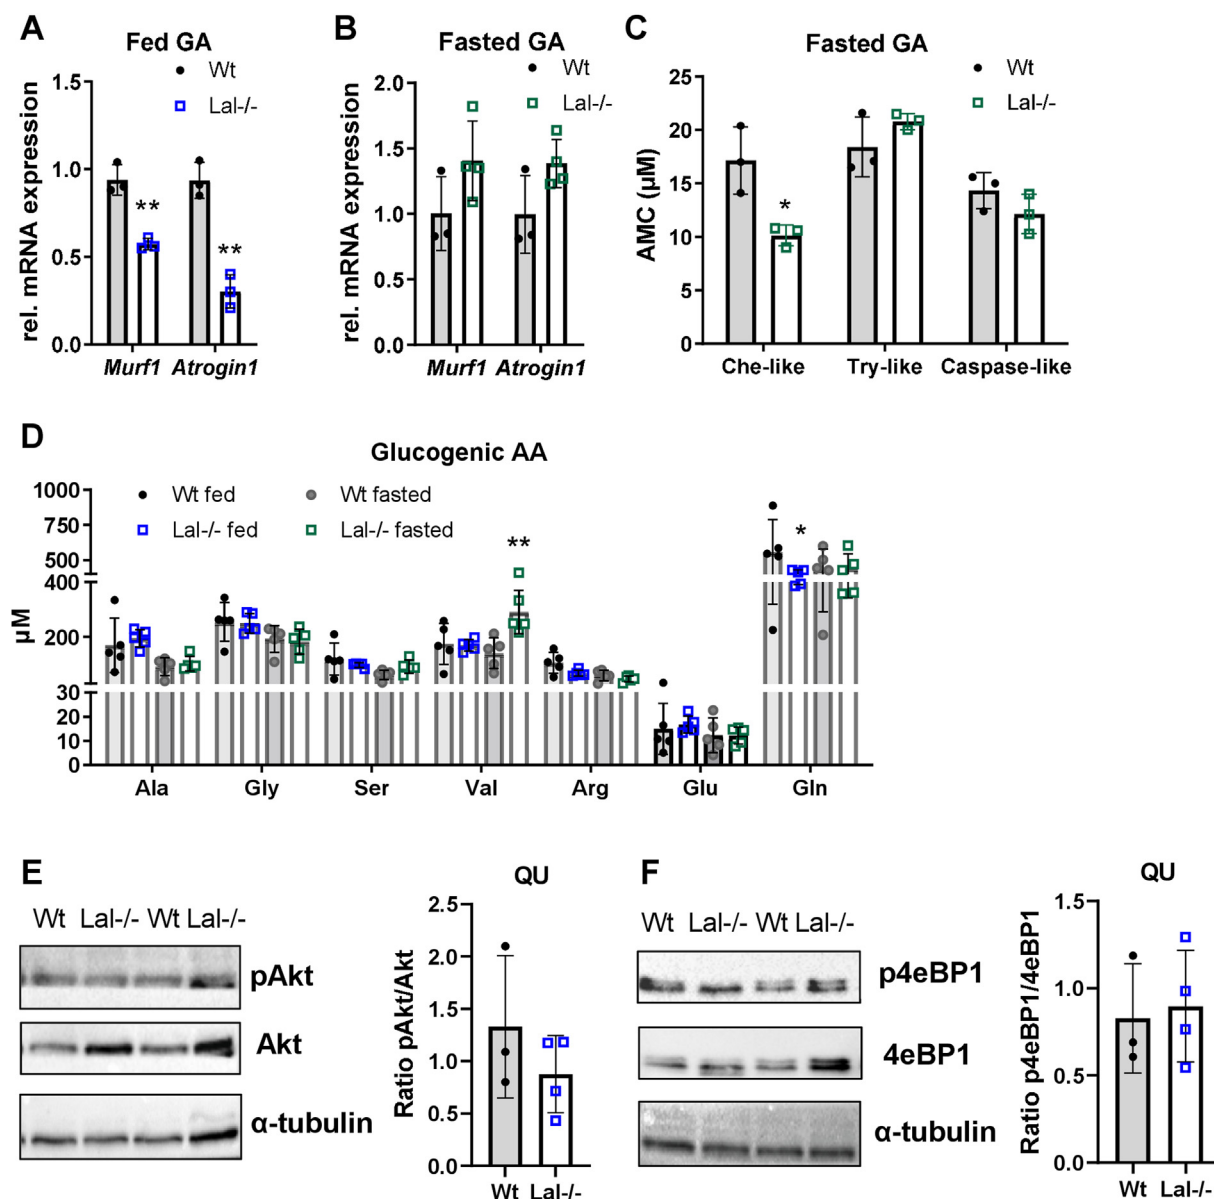 A
Fed GA
Wt
Lal-/-
rel. mRNA expression
1.5
1.0
0.5
0.0
**
**
Murf1 Atrogin1
B
Fasted GA
Wt
Lal-/-
rel. mRNA expression
2.0
1.5
1.0
0.5
0.0
Murf1 Atrogin1
C
Fasted GA
Wt
Lal-/-
AMC (µM)
25
20
15
10
5
0
*
Che-like Try-like Caspase-like
D
Glucogenic AA
Wt fed Wt fasted
Lal-/- fed Lal-/- fasted
µM
1000
750
500
400
200
30
20
10
0
**
*
Ala Gly Ser Val Arg Glu Gln
E
Wt Lal-/- Wt Lal-/-
pAkt
Akt
α-tubulin
QU
Ratio pAkt/Akt
2.5
2.0
1.5
1.0
0.5
0.0
Wt Lal-/-
F
Wt Lal-/- Wt Lal-/-
p4eBP1
4eBP1
α-tubulin
QU
Ratio p4eBP1/4eBP1
1.5
1.0
0.5
0.0
Wt Lal-/-